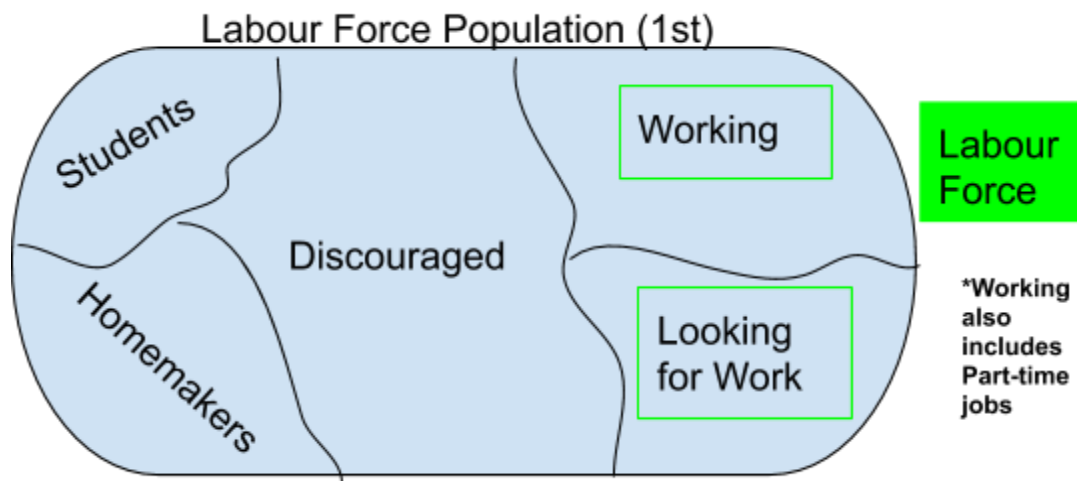 Labour Force Population (1st)
Students
Homemakers
Discouraged
Working
Looking
for Work
Labour
Force
*Working
also
includes
Part-time
jobs